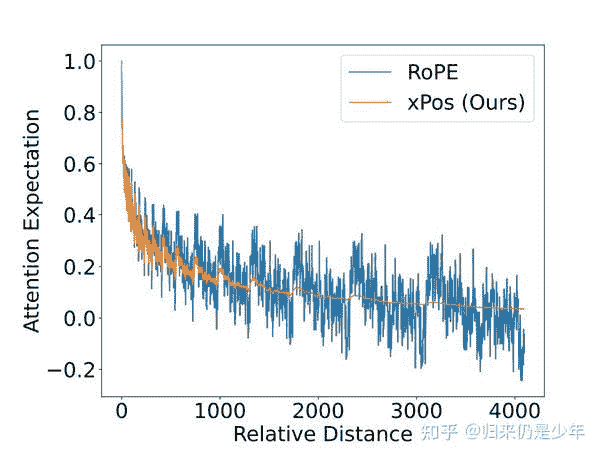 1.0
0.8
0.6
0.4
0.2
0.0
−0.2
Attention Expectation
RoPE
xPos (Ours)
0 1000 2000 3000 4000
Relative Distance
知乎 @归来仍是少年